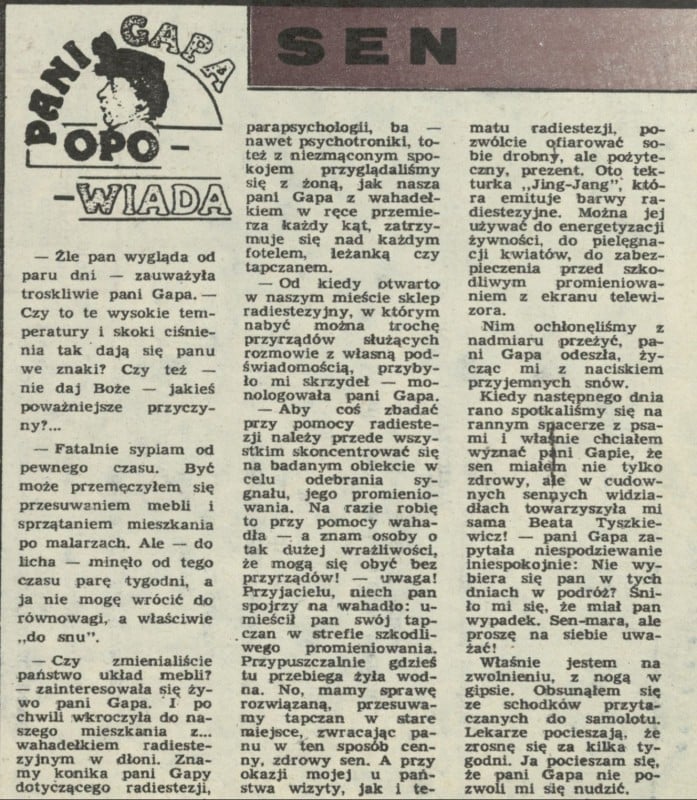 PANI GAPA
OPO-
-WIADA
SEN
— Źle pan wygląda od
paru dni — zauważyła
troskliwie pani Gapa. —
Czy to te wysokie tem-
peratury i skoki ciśnie-
nia tak dają się panu
we znaki? Czy też —
nie daj Boże — jakieś
poważniejsze przyczy-
ny?...
— Fatalnie sypiam od
pewnego czasu. Być
może przemęczyłem się
przesuwaniem mebli i
sprzątaniem mieszkania
po malarzach. Ale — do
licha — minęło od tego
czasu parę tygodni, a
ja nie mogę wrócić do
równowagi, a właściwie
„do snu".
— Czy zmienialiście
państwo układ mebli?
— zainteresowała się ży-
wo pani Gapa. I po
chwili wkroczyła do na-
szego mieszkania z...
wahadełkiem radieste-
zyjnym w dłoni. Zna-
my konika pani Gapy
dotyczącego radiestezji,
parapsychologii, ba —
nawet psychotroniki, to-
też z niezmąconym spo-
kojem przyglądaliśmy
się z żoną, jak nasza
pani Gapa z wahadeł-
kiem w ręce przemie-
rza każdy kąt, zatrzy-
muje się nad każdym
fotelem, leżanką czy
tapczanem.
— Od kiedy otwarto
w naszym mieście sklep
radiestezyjny, w którym
nabyć można trochę
przyrządów służących
rozmowie z własną pod-
świadomością, przyby-
ło mi skrzydeł — mo-
nologowała pani Gapa.
— Aby coś zbadać
przy pomocy radieste-
zji należy przede wszy-
stkim skoncentrować się
na badanym obiekcie w
celu odebrania sy-
gnału, jego promienio-
wania. Na razie robię
to przy pomocy waha-
dła — a znam osoby o
tak dużej wrażliwości,
że mogą się obyć bez
przyrządów! — uwaga!
Przyjacielu, niech pan
spojrzy na wahadło: u-
mieścił pan swój tap-
czan w strefie szkodli-
wego promieniowania.
Przypuszczalnie gdzieś
tu przebiega żyła wod-
na. No, mamy sprawę
rozwiązaną, przesuwa-
my tapczan w stare
miejsce, zwracając pa-
nu w ten sposób cen-
ny, zdrowy sen. A przy
okazji mojej u pań-
stwa wizyty, jak i te-
matu radiestezji, po-
zwólcie ofiarować so-
bie drobny, ale pożyte-
czny, prezent. Oto tek-
turka „Jing-Jang", któ-
ra emituje barwy ra-
diestezyjne. Można jej
używać do energetyzacji
żywności, do pielęgna-
cji kwiatów, do zabez-
pieczenia przed szko-
dliwym promieniowa-
niem z ekranu telewi-
zora.
Nim ochłonęliśmy z
nadmiaru przeżyć, pa-
ni Gapa odeszła, ży-
cząc mi z naciskiem
przyjemnych snów.
Kiedy następnego dnia
rano spotkaliśmy się na
rannym spacerze z psa-
mi i właśnie chciałem
wyznać pani Gapie, że
sen miałem nie tylko
zdrowy, ale w cudow-
nych sennych widzia-
dłach towarzyszyła mi
sama Beata Tyszkie-
wicz! — pani Gapa za-
pytała niespodziewanie
iniespokojnie: Nie wy-
biera się pan w tych
dniach w podróż? Śni-
ło mi się, że miał pan
wypadek. Sen-mara, ale
proszę na siebie uwa-
żać!
Właśnie jestem na
zwolnieniu, z nogą w
gipsie. Obsunąłem się
ze schodków przyta-
czanych do samolotu.
Lekarze pocieszają, że
zrosnę się za kilka ty-
godni. Ja pocieszam się,
że pani Gapa nie po-
zwoli mi się nudzić.